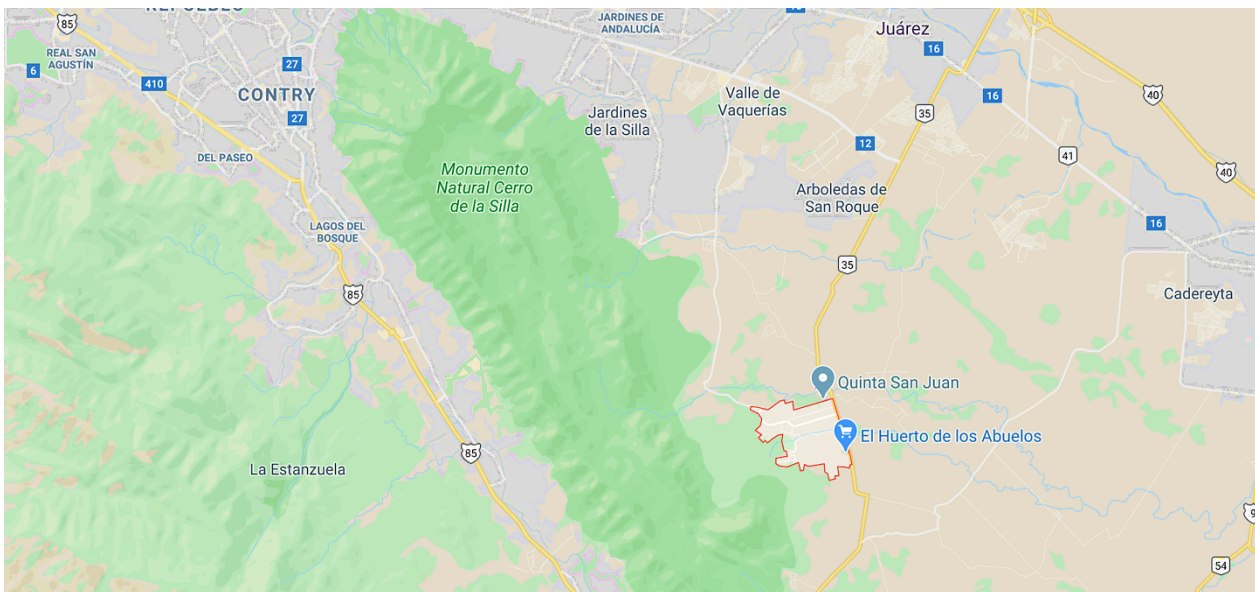 REPUEBLO
JARDINES DE
ANDALUCÍA
85
REAL SAN
AGUSTÍN
Juárez
16
27
6
410
CONTRY
27
16
40
35
Valle de
Vaquerías
Jardines
de la Silla
12
41
DEL PASEO
Monumento
Natural Cerro
de la Silla
40
Arboledas de
San Roque
16
LAGOS DEL
BOSQUE
35
85
Cadereyta
Quinta San Juan
El Huerto de los Abuelos
85
La Estanzuela
9
54